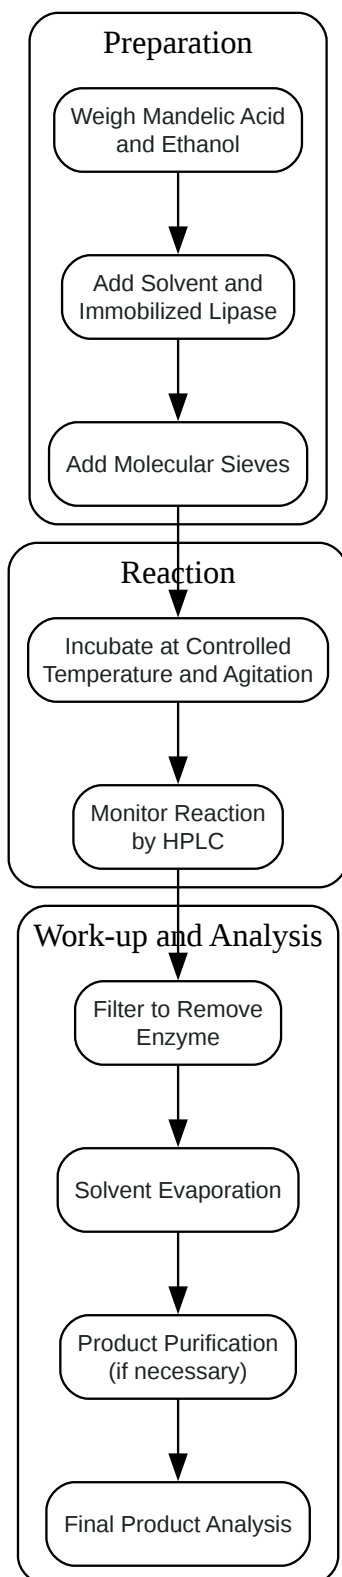 Preparation
Weigh Mandelic Acid
and Ethanol
Add Solvent and
Immobilized Lipase
Add Molecular Sieves
Reaction
Incubate at Controlled
Temperature and Agitation
Monitor Reaction
by HPLC
Work-up and Analysis
Filter to Remove
Enzyme
Solvent Evaporation
Product Purification
(if necessary)
Final Product Analysis